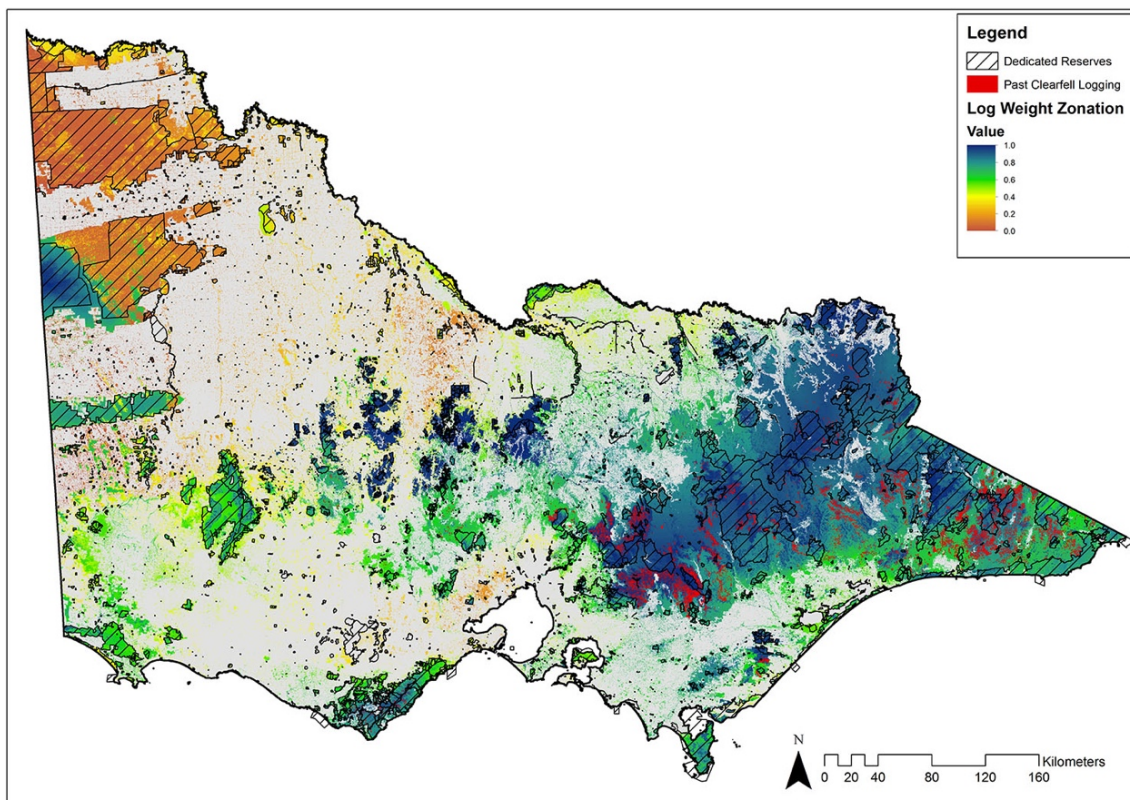 Legend
Dedicated Reserves
Past Clearfell Logging
Log Weight Zonation
Value
1.0
0.8
0.6
0.4
0.2
0.0
N
Kilometers
0 20 40 80 120 160